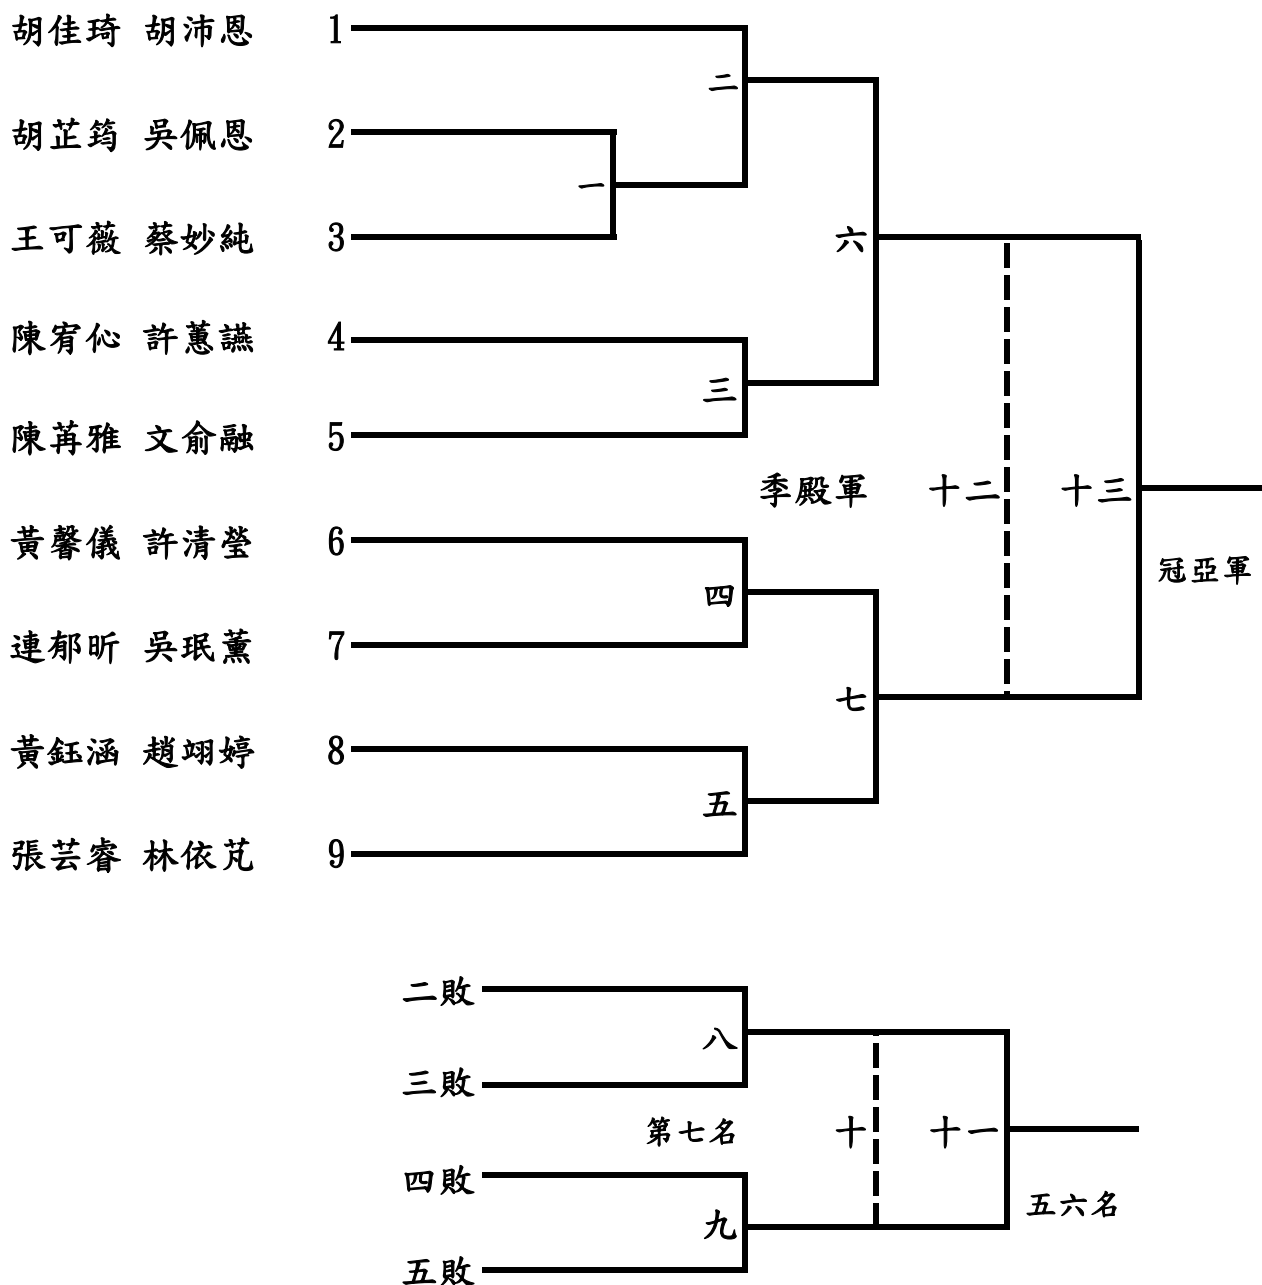 胡佳琦 胡沛恩 1
二
胡芷筠 吳佩恩 2
一
王可薇 蔡妙純 3
六
陳宥伈 許蕙讌 4
三
陳苒雅 文俞融 5
季殿軍 十二 十三
黃馨儀 許清瑩 6
冠亞軍
四
連郁昕 吳珉薰 7
七
黃鈺涵 趙翊婷 8
五
張芸睿 林依芃 9
二敗
八
三敗
第七名 十 十一
四敗
五六名
九
五敗